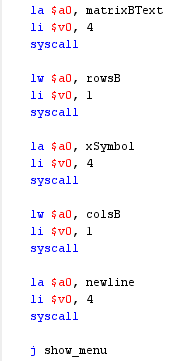 la $a0, matrixBText
li $v0, 4
syscall
lw $a0, rowsB
li $v0, 1
syscall
la $a0, xSymbol
li $v0, 4
syscall
lw $a0, colsB
li $v0, 1
syscall
la $a0, newline
li $v0, 4
syscall
j show_menu